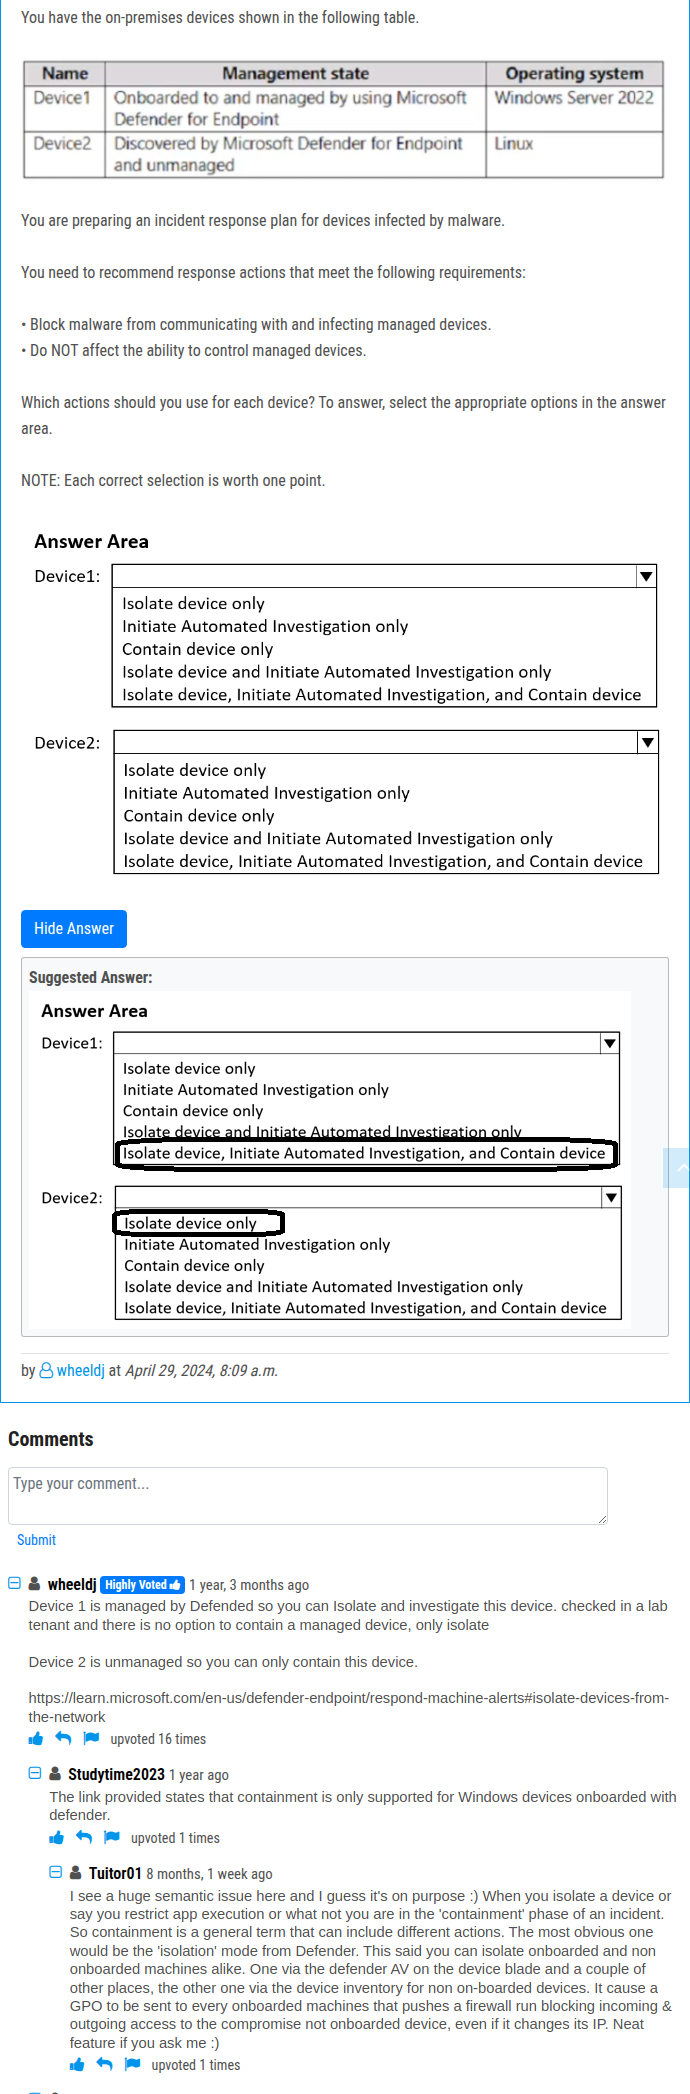 You have the on-premises devices shown in the following table.
Name Management state Operating system
Device1 Onboarded to and managed by using Microsoft Windows Server 2022
Defender for Endpoint
Device2 Discovered by Microsoft Defender for Endpoint Linux
and unmanaged
You are preparing an incident response plan for devices infected by malware.
You need to recommend response actions that meet the following requirements:
• Block malware from communicating with and infecting managed devices.
• Do NOT affect the ability to control managed devices.
Which actions should you use for each device? To answer, select the appropriate options in the answer
area.
NOTE: Each correct selection is worth one point.
Answer Area
Device1:
Isolate device only
Initiate Automated Investigation only
Contain device only
Isolate device and Initiate Automated Investigation only
Isolate device, Initiate Automated Investigation, and Contain device
Device2:
Isolate device only
Initiate Automated Investigation only
Contain device only
Isolate device and Initiate Automated Investigation only
Isolate device, Initiate Automated Investigation, and Contain device
Hide Answer
Suggested Answer:
Answer Area
Device1:
Isolate device only
Initiate Automated Investigation only
Contain device only
Isolate device and Initiate Automated Investigation only
Isolate device, Initiate Automated Investigation, and Contain device
Device2:
Isolate device only
Initiate Automated Investigation only
Contain device only
Isolate device and Initiate Automated Investigation only
Isolate device, Initiate Automated Investigation, and Contain device
by wheeldj at April 29, 2024, 8:09 a.m.
Comments
Type your comment...
Submit
wheeldj Highly Voted 1 year, 3 months ago
Device 1 is managed by Defended so you can Isolate and investigate this device. checked in a lab
tenant and there is no option to contain a managed device, only isolate
Device 2 is unmanaged so you can only contain this device.
https://learn.microsoft.com/en-us/defender-endpoint/respond-machine-alerts#isolate-devices-from-
the-network
upvoted 16 times
Studytime2023 1 year ago
The link provided states that containment is only supported for Windows devices onboarded with
defender.
upvoted 1 times
Tuitor01 8 months, 1 week ago
I see a huge semantic issue here and I guess it's on purpose :) When you isolate a device or
say you restrict app execution or what not you are in the 'containment' phase of an incident.
So containment is a general term that can include different actions. The most obvious one
would be the 'isolation' mode from Defender. This said you can isolate onboarded and non
onboarded machines alike. One via the defender AV on the device blade and a couple of
other places, the other one via the device inventory for non on-boarded devices. It cause a
GPO to be sent to every onboarded machines that pushes a firewall run blocking incoming &
outgoing access to the compromise not onboarded device, even if it changes its IP. Neat
feature if you ask me :)
upvoted 1 times